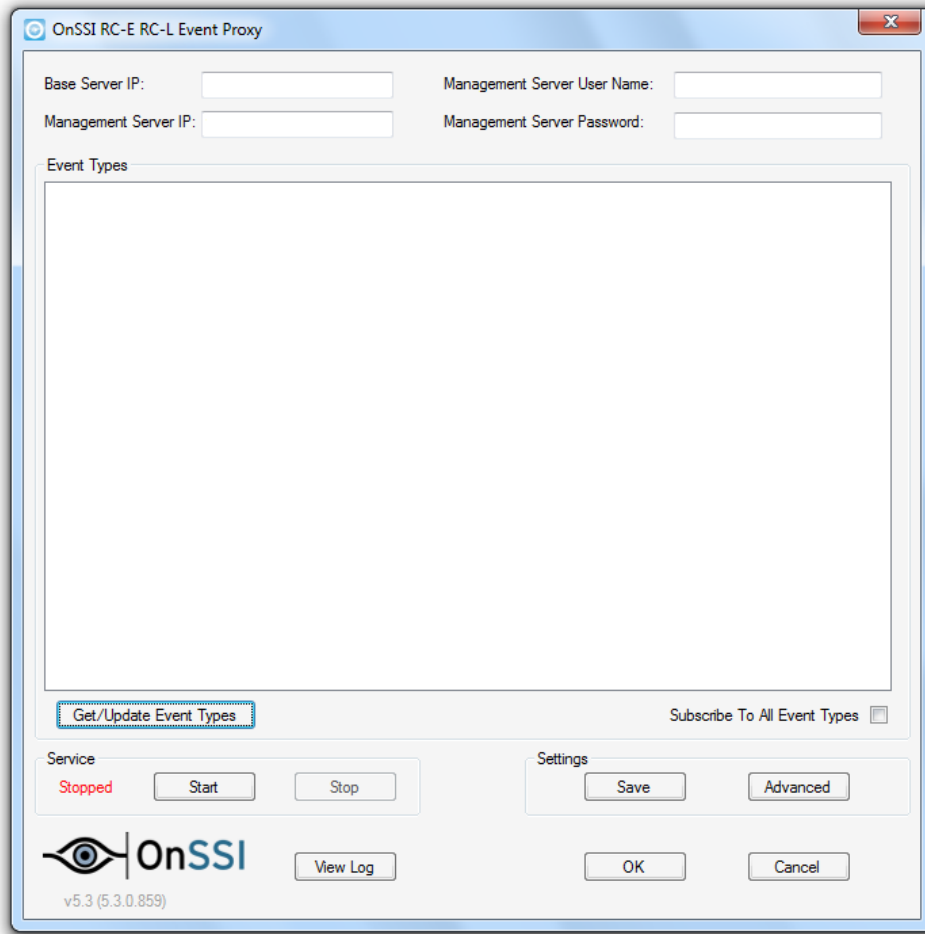 OnSSI RC-E RC-L Event Proxy
Base Server IP:
Management Server User Name:
Management Server IP:
Management Server Password:
Event Types
Get/Update Event Types
Subscribe To All Event Types
Service
Settings
Stopped
Start
Stop
Save
Advanced
OnSSI
View Log
OK
Cancel
v5.3 (5.3.0.859)